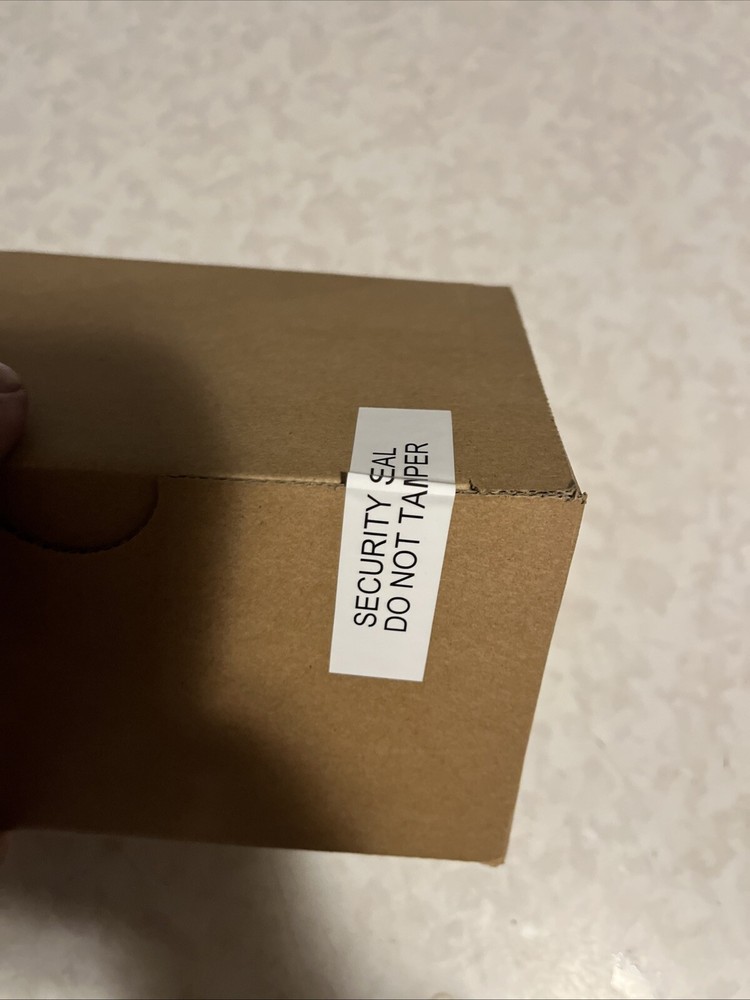 SECURITY SEAL
DO NOT TAMPER